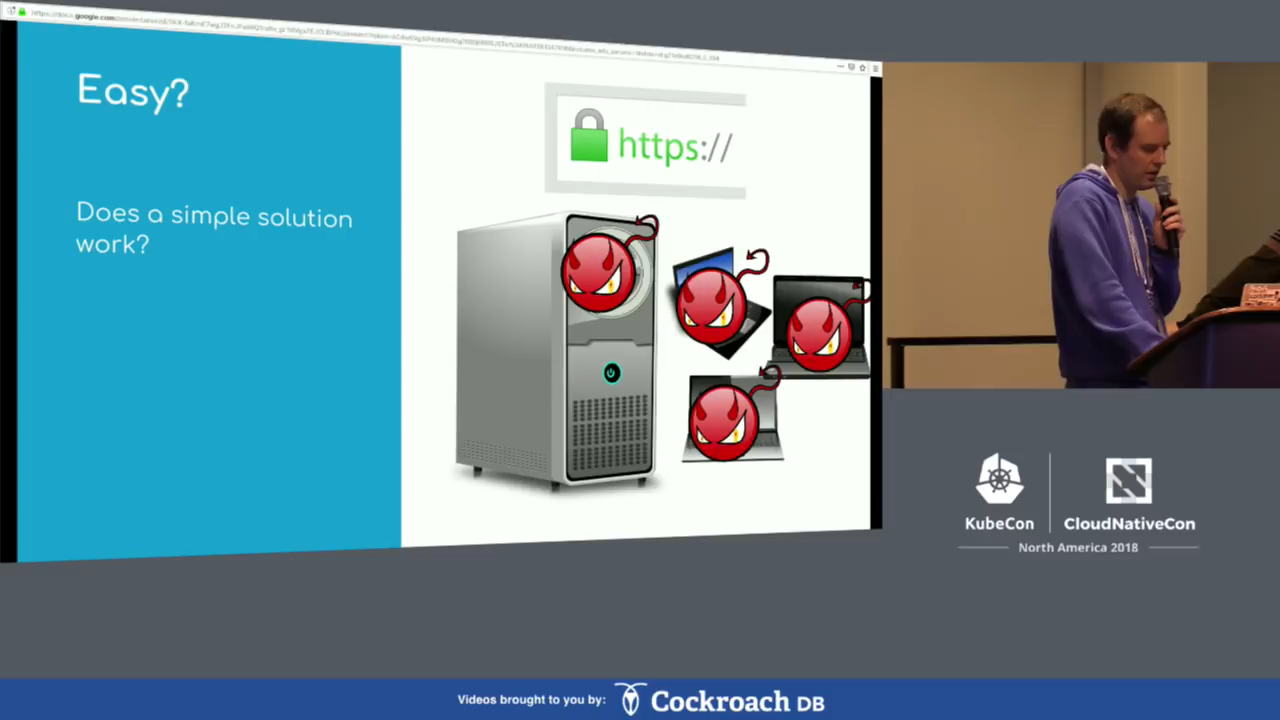 Easy?
https://
Does a simple solution
work?
KubeCon
CloudNativeCon
North America 2018
Videos brought to you by:
Cockroach DB